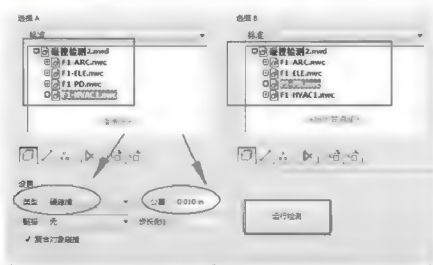 选择 A
选择 B
标准
标准
碰撞检测2.nwd
碰撞检测2.nwd
F1-ARC.nwc
F1-ARC.nwc
F1-ELE.nwc
F1-ELE.nwc
F1-PD.nwc
F1-HVAC1.nwc
F1-HVAC1.nwc
设置
类型 硬碰撞
公差 0.010 m
运行检测
链接 无
步长(秒)
复合对象碰撞